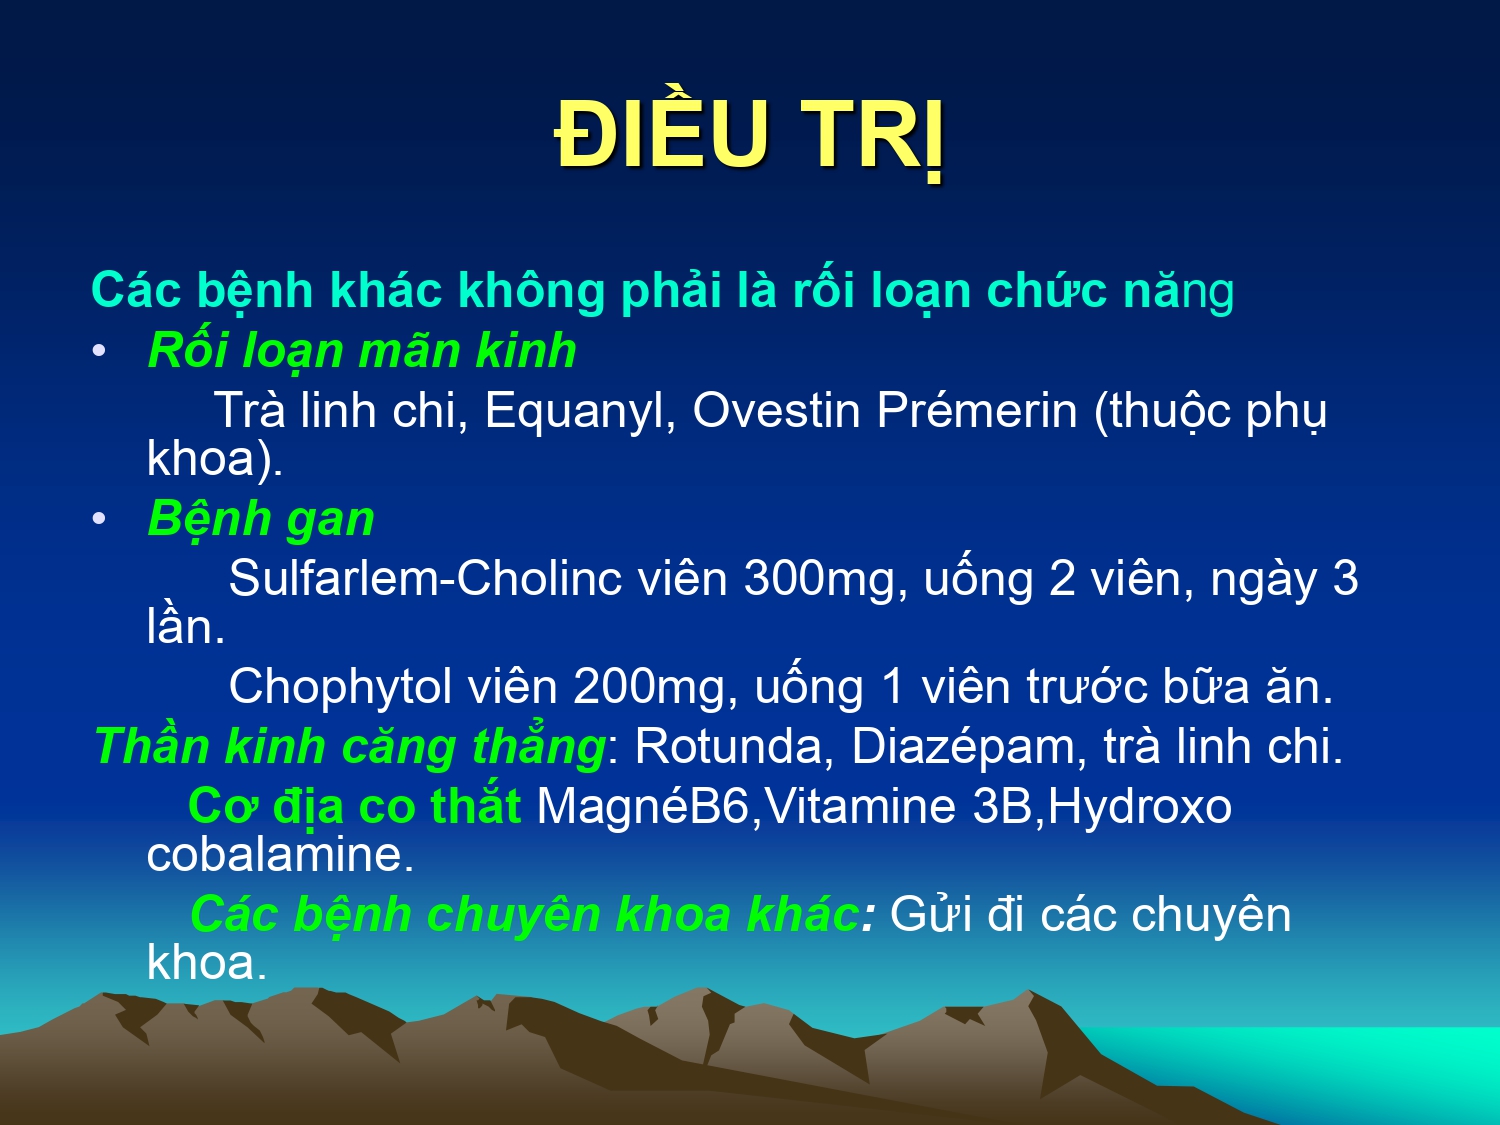 ĐIỀU TRỊ
Các bệnh khác không phải là rối loạn chức năng
• Rối loạn mãn kinh
Trà linh chi, Equanyl, Ovestin Prémerin (thuộc phụ
khoa).
• Bệnh gan
Sulfarlem-Cholinc viên 300mg, uống 2 viên, ngày 3
lần.
Chophytol viên 200mg, uống 1 viên trước bữa ăn.
Thần kinh căng thẳng: Rotunda, Diazépam, trà linh chi.
Cơ địa co thắt MagnéB6,Vitamine 3B,Hydroxo
cobalamine.
Các bệnh chuyên khoa khác: Gửi đi các chuyên
khoa.